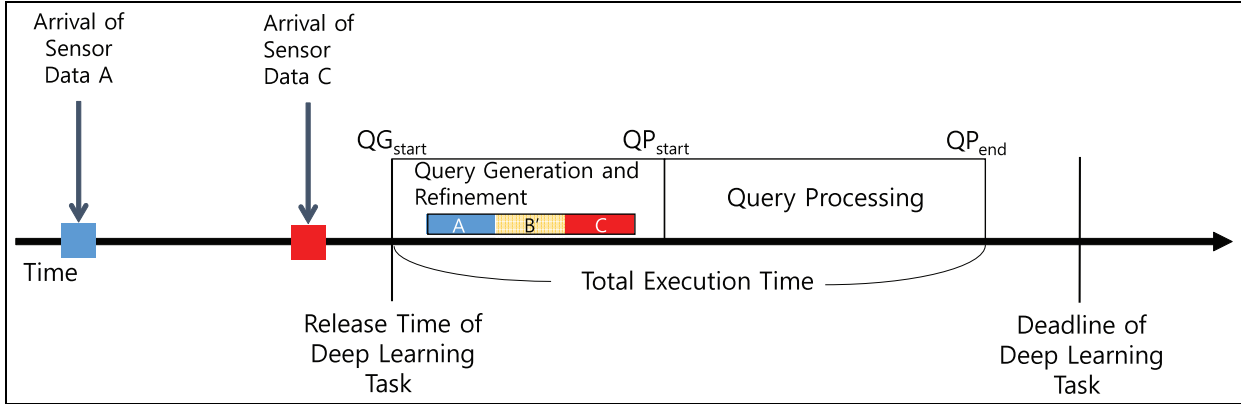 Arrival of
Sensor
Data A
Arrival of
Sensor
Data C
QGstart
QPstart
QPend
Query Generation and
Refinement
A B' C
Query Processing
Time
Total Execution Time
Release Time of
Deep Learning
Task
Deadline of
Deep Learning
Task